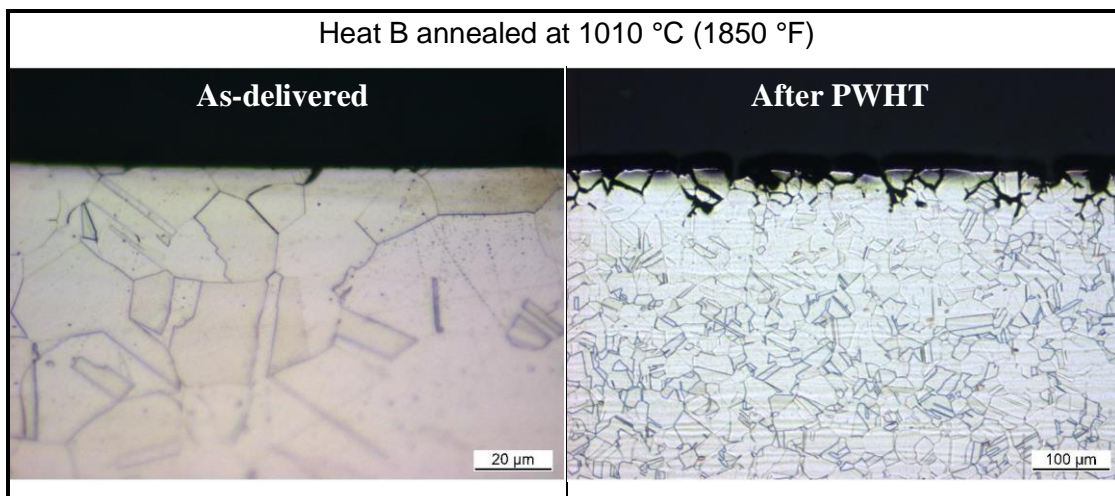 Heat B annealed at 1010 °C (1850 °F)
As-delivered
After PWHT
20 µm
100 µm